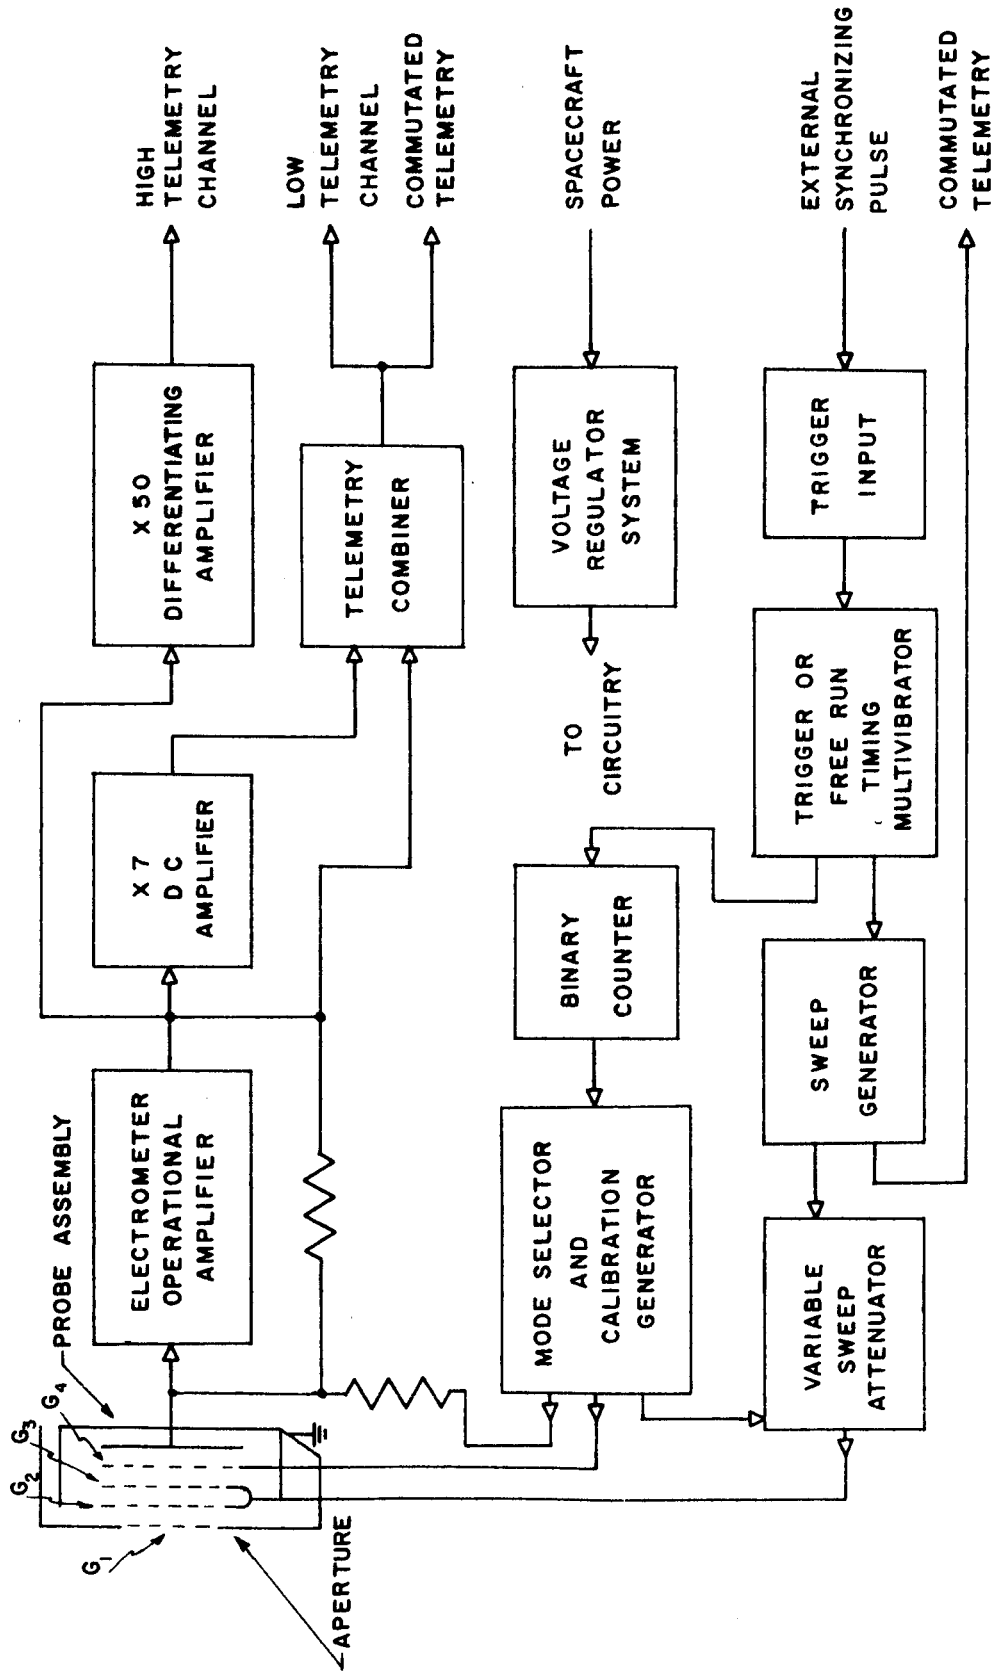 G1
G2
G3
G4
PROBE ASSEMBLY
APERTURE
ELECTROMETER
OPERATIONAL
AMPLIFIER
X 7
D C
AMPLIFIER
X 50
DIFFERENTIATING
AMPLIFIER
HIGH
TELEMETRY
CHANNEL
TELEMETRY
COMBINER
LOW
TELEMETRY
CHANNEL
COMMUTATED
TELEMETRY
MODE SELECTOR
AND
CALIBRATION
GENERATOR
BINARY
COUNTER
TO
CIRCUITRY
VOLTAGE
REGULATOR
SYSTEM
SPACECRAFT
POWER
VARIABLE
SWEEP
ATTENUATOR
SWEEP
GENERATOR
TRIGGER OR
FREE RUN
TIMING
MULTIVIBRATOR
TRIGGER
INPUT
EXTERNAL
SYNCHRONIZING
PULSE
COMMUTATED
TELEMETRY